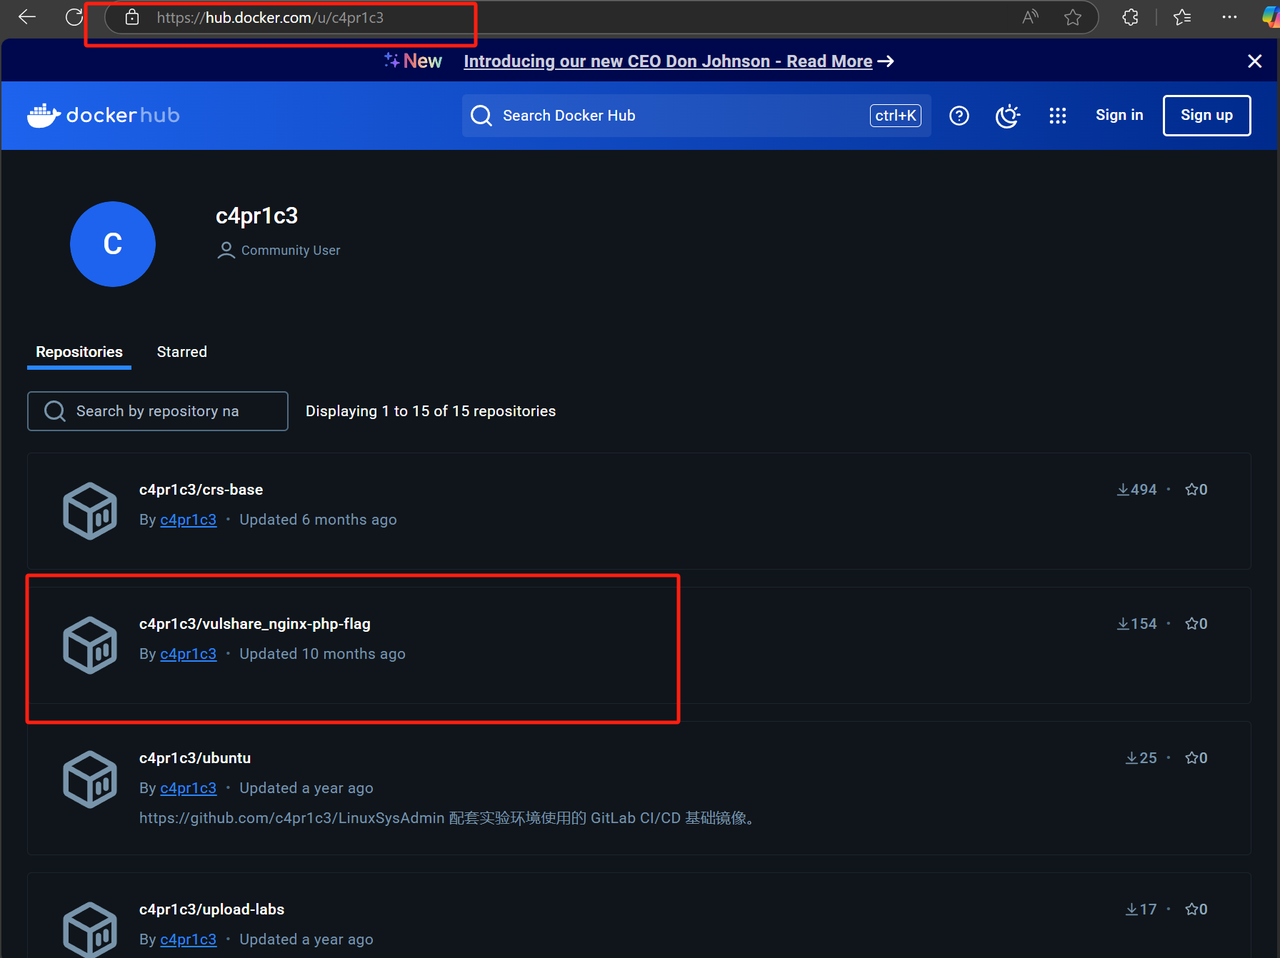 https://hub.docker.com/u/c4pr1c3
New Introducing our new CEO Don Johnson - Read More →
dockerhub Search Docker Hub ctrl+K Sign in Sign up
C
c4pr1c3
Community User
Repositories Starred
Search by repository na Displaying 1 to 15 of 15 repositories
c4pr1c3/crs-base 494 · 0
By c4pr1c3 · Updated 6 months ago
c4pr1c3/vulshare_nginx-php-flag 154 · 0
By c4pr1c3 · Updated 10 months ago
c4pr1c3/ubuntu 25 · 0
By c4pr1c3 · Updated a year ago
https://github.com/c4pr1c3/LinuxSysAdmin 配套实验环境使用的 GitLab CI/CD 基础镜像。
c4pr1c3/upload-labs 17 · 0
By c4pr1c3 · Updated a year ago